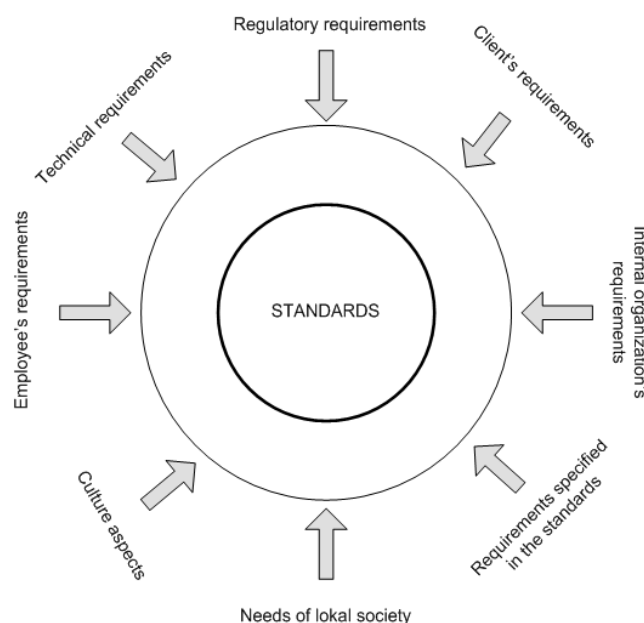 Regulatory requirements
Client's requirements
Technical requirements
Internal organization's
requirements
Employee's requirements
STANDARDS
Requirements specified
in the standards
Culture aspects
Needs of lokal society